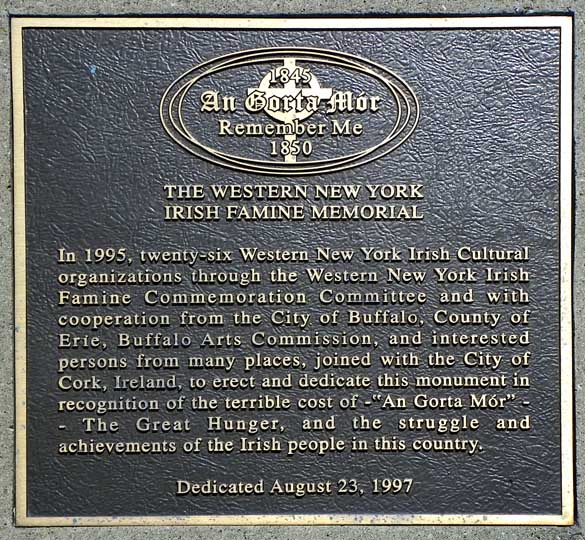 1845
An Gorta Mór
Remember Me
1850
THE WESTERN NEW YORK
IRISH FAMINE MEMORIAL
In 1995, twenty-six Western New York Irish Cultural
organizations through the Western New York Irish
Famine Commemoration Committee and with
cooperation from the City of Buffalo, County of
Erie, Buffalo Arts Commission, and interested
persons from many places, joined with the City of
Cork, Ireland, to erect and dedicate this monument in
recognition of the terrible cost of -"An Gorta Mór" -
- The Great Hunger, and the struggle and
achievements of the Irish people in this country.
Dedicated August 23, 1997